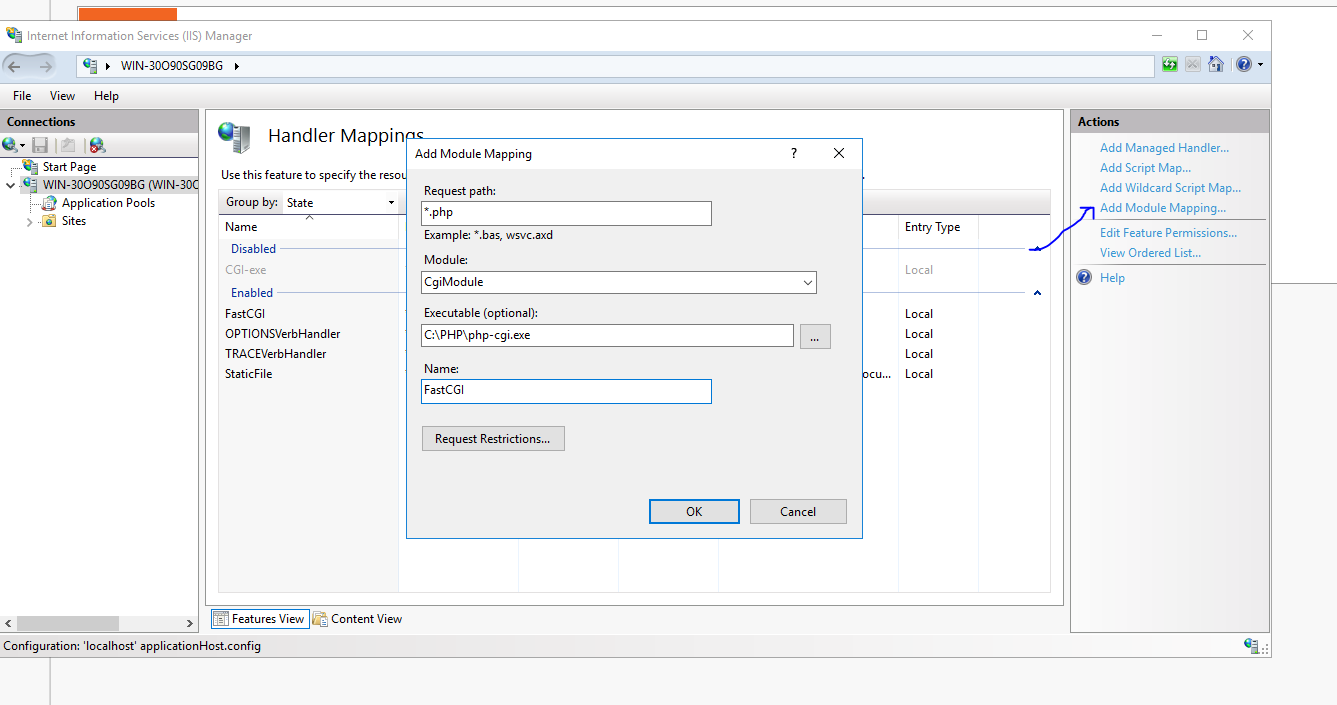 Internet Information Services (IIS) Manager
WIN-30O90SG09BG
File View Help
Connections
Start Page
WIN-30O90SG09BG (WIN-30O
Application Pools
Sites
Handler Mappings
Use this feature to specify the resou
Group by: State
Name Entry Type
Disabled
CGI-exe Local
Enabled
FastCGI Local
OPTIONSVerbHandler Local
TRACEVerbHandler Local
StaticFile ocu... Local
Add Module Mapping
?
Request path:
*.php
Example: *.bas, wsvc.axd
Module:
CgiModule
Executable (optional):
C:\PHP\php-cgi.exe
...
Name:
FastCGI
Request Restrictions...
OK Cancel
Actions
Add Managed Handler...
Add Script Map...
Add Wildcard Script Map...
Add Module Mapping...
Edit Feature Permissions...
View Ordered List...
Help
Features View Content View
Configuration: 'localhost' applicationHost.config